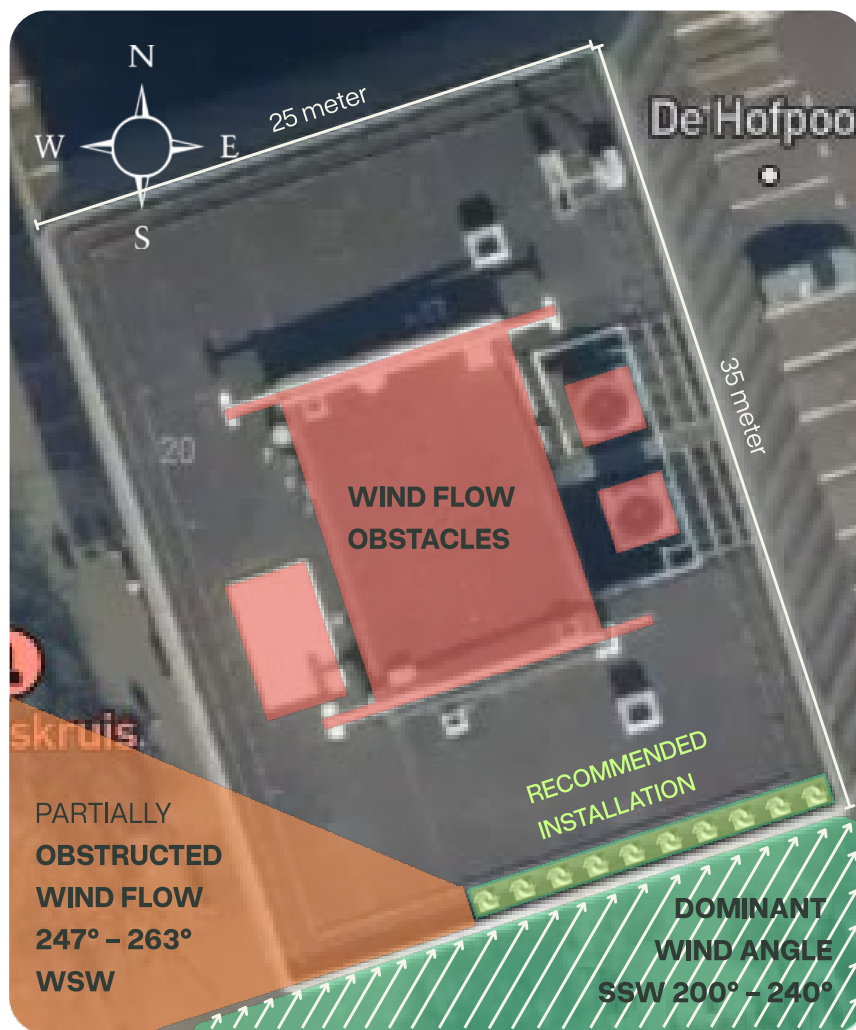 N
W
E
S
25 meter
De Hofpoo
35 meter
20
WIND FLOW
OBSTACLES
skruis
RECOMMENDED
INSTALLATION
PARTIALLY
OBSTRUCTED
WIND FLOW
247° – 263°
WSW
DOMINANT
WIND ANGLE
SSW 200° – 240°